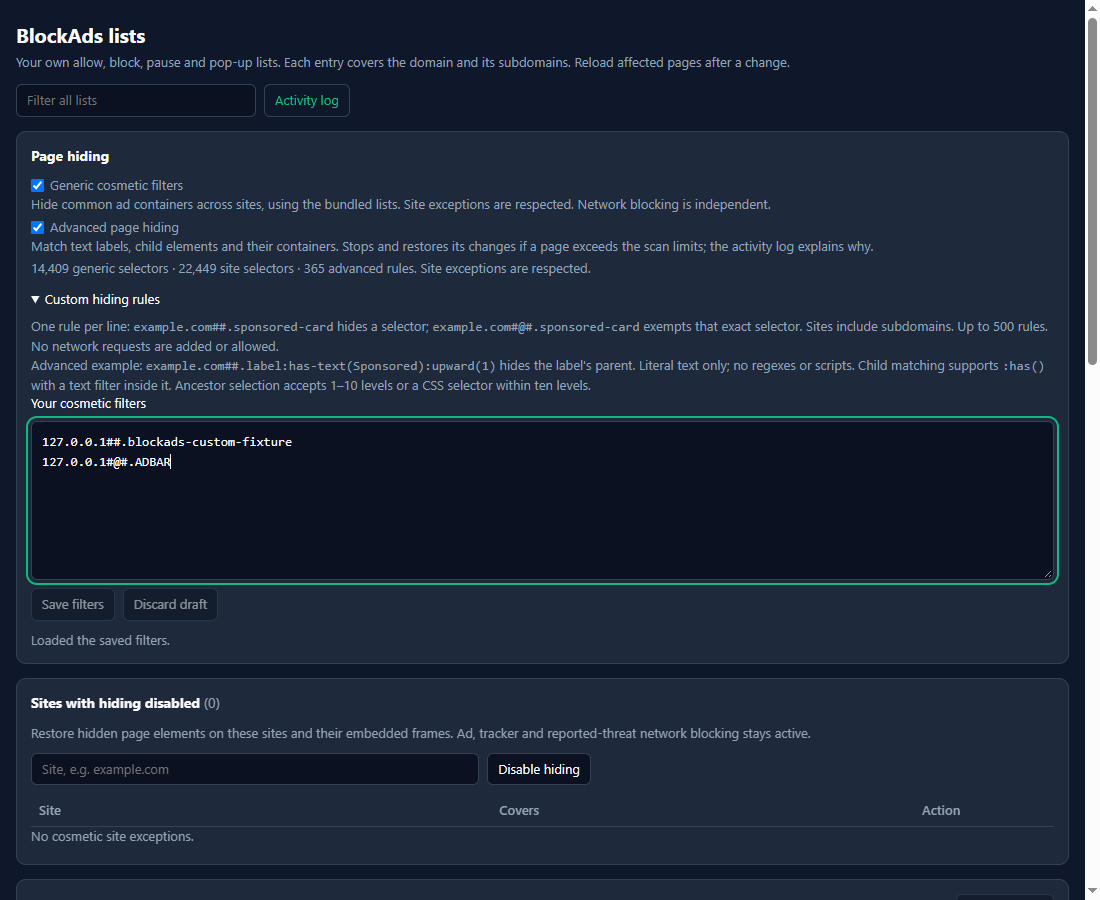 BlockAds lists
Your own allow, block, pause and pop-up lists. Each entry covers the domain and its subdomains. Reload affected pages after a change.
Filter all lists
Activity log
Page hiding
Generic cosmetic filters
Hide common ad containers across sites, using the bundled lists. Site exceptions are respected. Network blocking is independent.
Advanced page hiding
Match text labels, child elements and their containers. Stops and restores its changes if a page exceeds the scan limits; the activity log explains why.
14,409 generic selectors · 22,449 site selectors · 365 advanced rules. Site exceptions are respected.
▼ Custom hiding rules
One rule per line: example.com##.sponsored-card hides a selector; example.com#@#.sponsored-card exempts that exact selector. Sites include subdomains. Up to 500 rules.
No network requests are added or allowed.
Advanced example: example.com##.label:has-text(Sponsored):upward(1) hides the label's parent. Literal text only; no regexes or scripts. Child matching supports :has()
with a text filter inside it. Ancestor selection accepts 1–10 levels or a CSS selector within ten levels.
Your cosmetic filters
127.0.0.1##.blockads-custom-fixture
127.0.0.1#@#.ADBAR
Save filters
Discard draft
Loaded the saved filters.
Sites with hiding disabled (0)
Restore hidden page elements on these sites and their embedded frames. Ad, tracker and reported-threat network blocking stays active.
Site, e.g. example.com
Disable hiding
Site
Covers
Action
No cosmetic site exceptions.